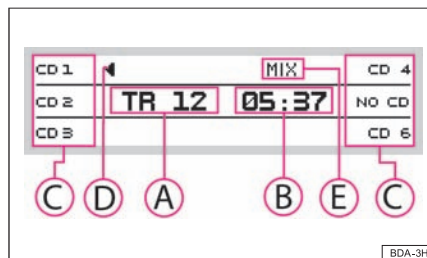 CD 1 MIX CD 4
CD 2 TR 12 05:37 NO CD
CD 3 CD 6
C D A B E C
BDA-3H